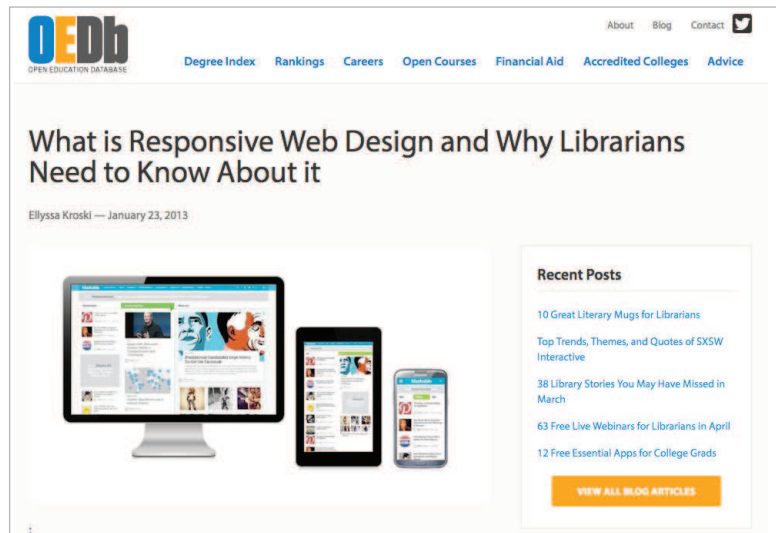 OEDb
OPEN EDUCATION DATABASE
About Blog Contact
Degree Index Rankings Careers Open Courses Financial Aid Accredited Colleges Advice
What is Responsive Web Design and Why Librarians
Need to Know About it
Ellyssa Kroski — January 23, 2013
Mashable
Recent Posts
10 Great Literary Mugs for Librarians
Top Trends, Themes, and Quotes of SXSW
Interactive
38 Library Stories You May Have Missed in
March
63 Free Live Webinars for Librarians in April
12 Free Essential Apps for College Grads
VIEW ALL BLOG ARTICLES